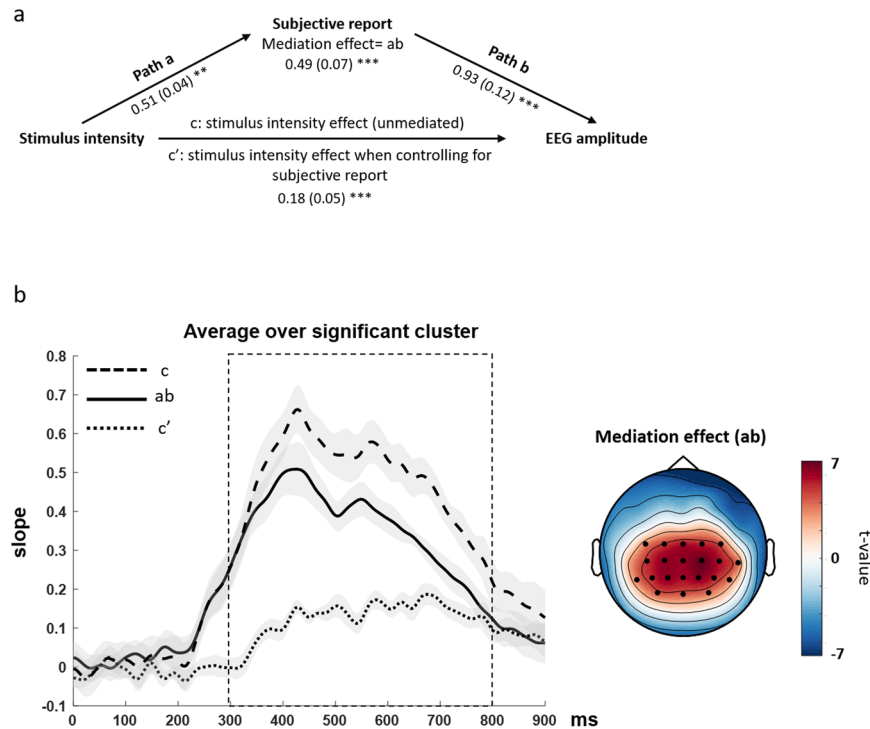 a
Subjective report
Mediation effect= ab
0.49 (0.07) ***
Path a
0.51 (0.04) **
Path b
0.93 (0.12) ***
Stimulus intensity
c: stimulus intensity effect (unmediated)
EEG amplitude
c’: stimulus intensity effect when controlling for
subjective report
0.18 (0.05) ***
b
Average over significant cluster
slope
0.8
0.7
0.6
0.5
0.4
0.3
0.2
0.1
0
-0.1
c
ab
c’
0 100 200 300 400 500 600 700 800 900 ms
Mediation effect (ab)
7
0
-7
t-value